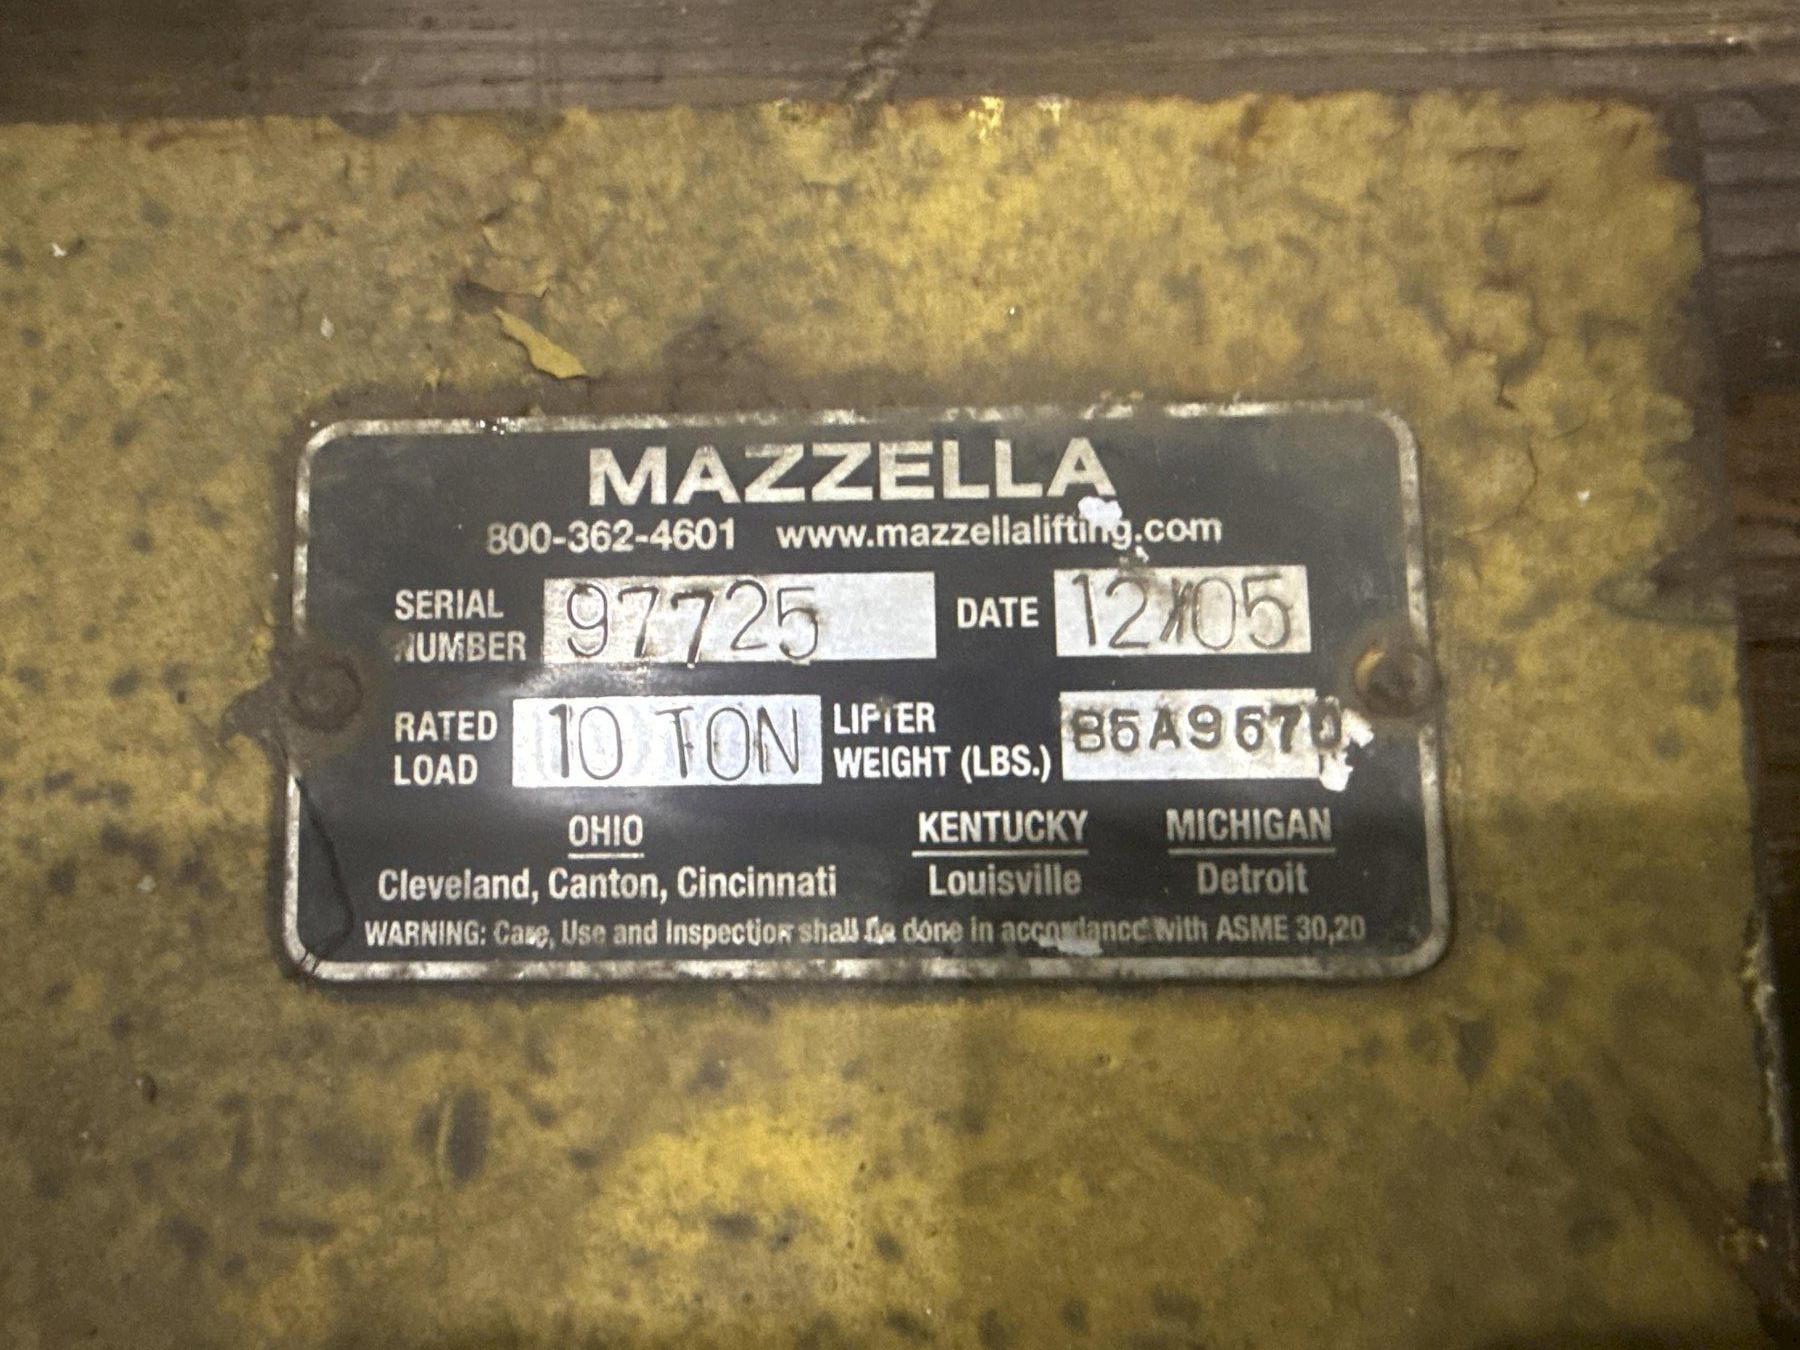 MAZZELLA
800-362-4601 www.mazzellalifting.com
SERIAL NUMBER 97725 DATE 12/05
RATED LOAD 10 TON LIFTER WEIGHT (LBS.)
OHIO KENTUCKY MICHIGAN
Cleveland, Canton, Cincinnati Louisville Detroit
WARNING: Care, Use and Inspection shall be done in accordance with ASME 30,20